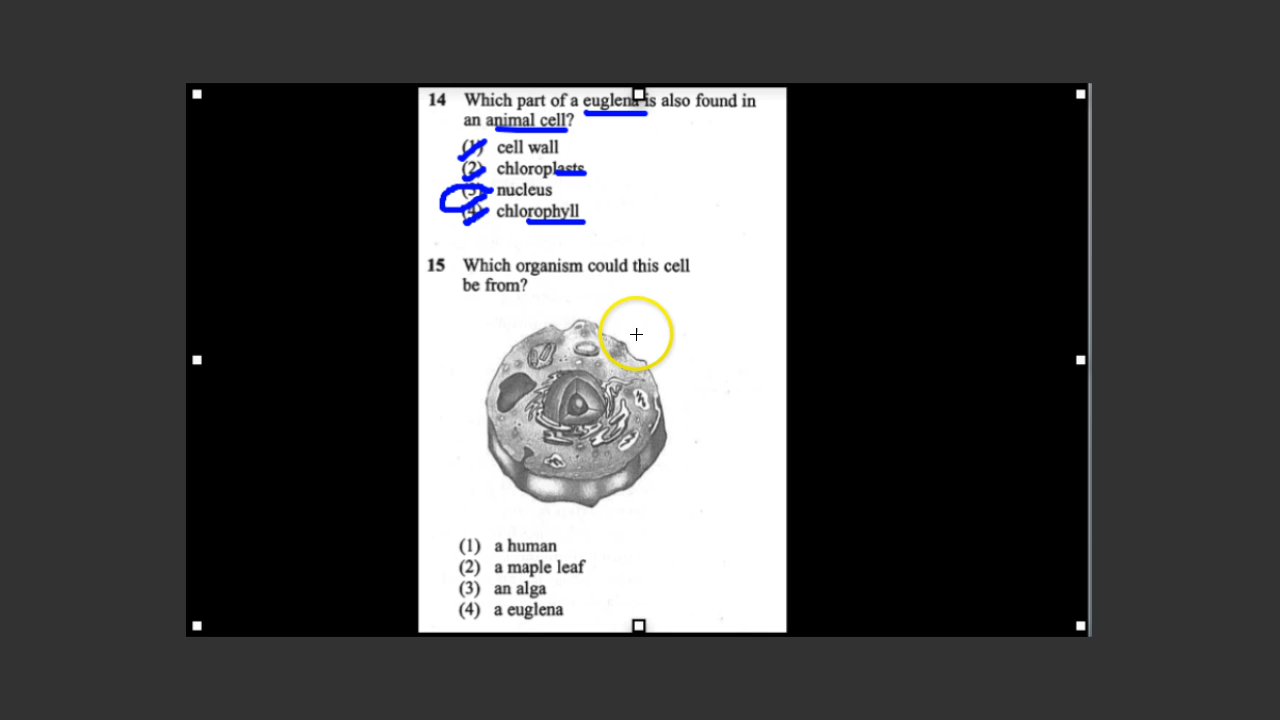 14 Which part of a euglena is also found in
an animal cell?
(1) cell wall
(2) chloroplasts
(3) nucleus
(4) chlorophyll
15 Which organism could this cell
be from?
(1) a human
(2) a maple leaf
(3) an alga
(4) a euglena